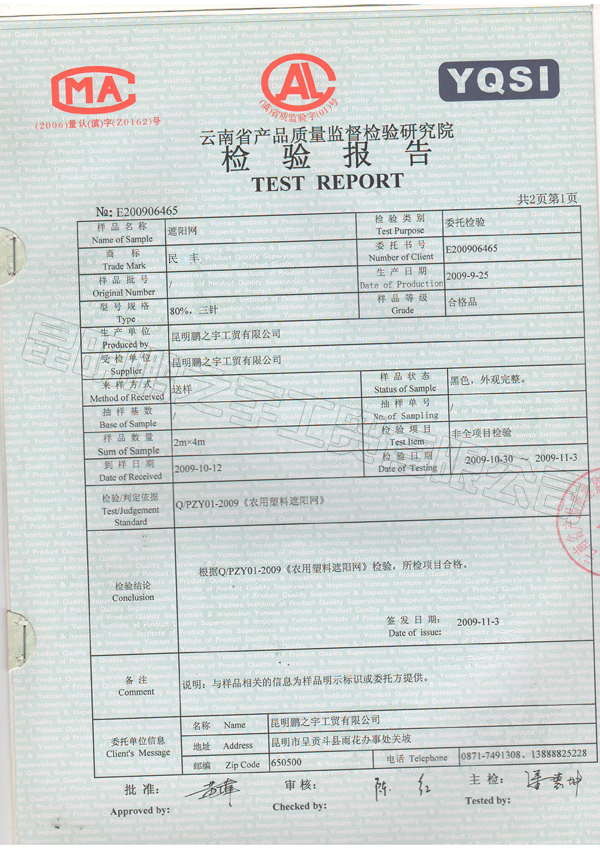 CMA
(2006)量认(滇)字(Z0162)号
CAL
(滇)省质监验字(01)号
YQSI
云南省产品质量监督检验研究院
检验报告
TEST REPORT
共2页第1页
№: E200906465
样品名称 遮阳网 检验类别 委托检验
Name of Sample Test Purpose
商标 民丰 委托书号 E200906465
Trade Mark Number of Client
样品批号 / 生产日期 2009-9-25
Original Number Date of Production
型号规格 80%，三针 样品等级 合格品
Type Grade
生产单位 昆明鹏之宇工贸有限公司
Produced by
受检单位 昆明鹏之宇工贸有限公司
Supplier
来样方式 送样 样品状态 黑色，外观完整。
Method of Received Status of Sample
抽样基数 / 抽样单号 /
Base of Sample No. of Sampling
样品数量 2m×4m 检验项目 非全项目检验
Sum of Sample Test Item
到样日期 2009-10-12 检验日期 2009-10-30 ～ 2009-11-3
Date of Received Date of Testing
检验/判定依据 Q/PZY01-2009《农用塑料遮阳网》
Test/Judgement
Standard
检验结论 根据Q/PZY01-2009《农用塑料遮阳网》检验，所检项目合格。
Conclusion
签发日期: 2009-11-3
Date of issue:
备注 说明：与样品相关的信息为样品明示标识或委托方提供。
Comment
委托单位信息
Client's Message
名称 Name 昆明鹏之宇工贸有限公司
地址 Address 昆明市呈贡斗县雨花办事处关坡
邮编 Zip Code 650500 电话 Telephone 0871-7491308、13888825228
批准: 审核: 陈红 主检:
Approved by: Checked by: Tested by: